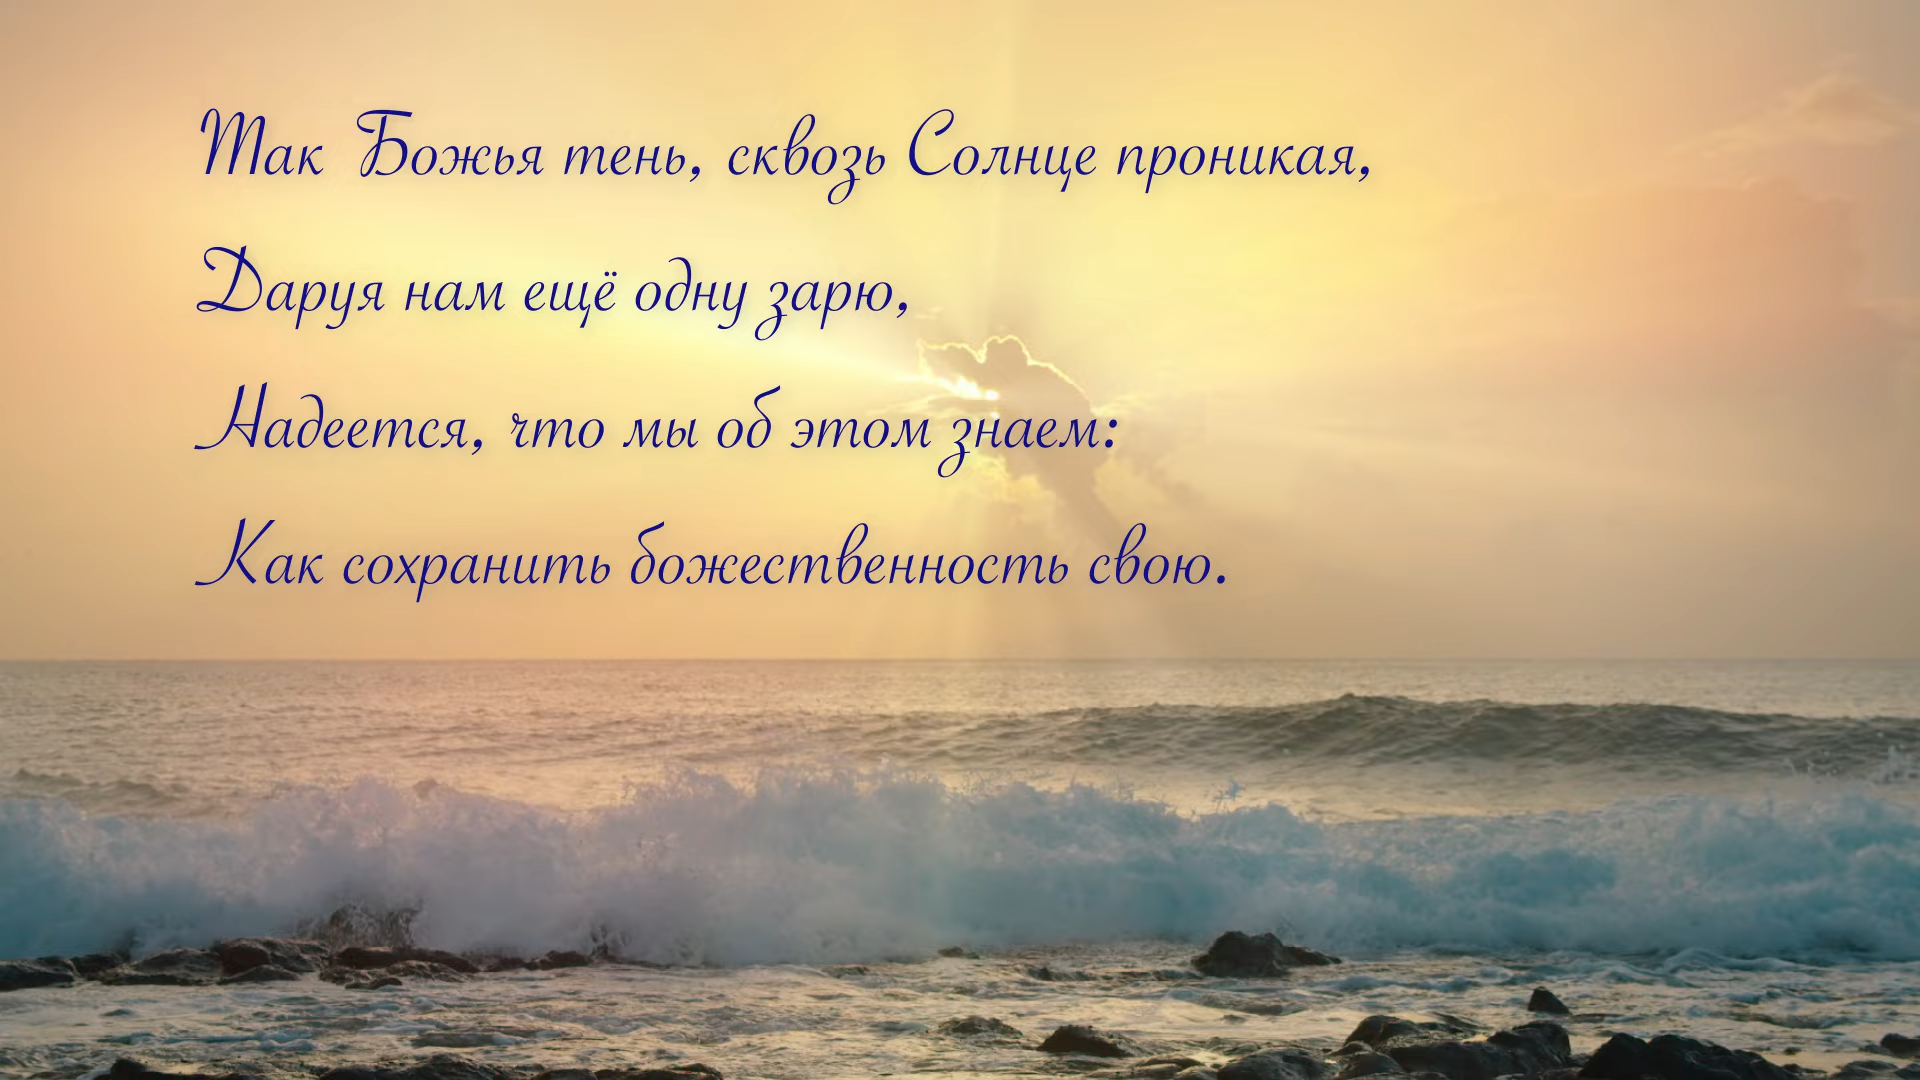 Так Божья тень, сквозь Солнце проникая,
Даруя нам ещё одну зарю,
Надеется, что мы об этом знаем:
Как сохранить божественность свою.